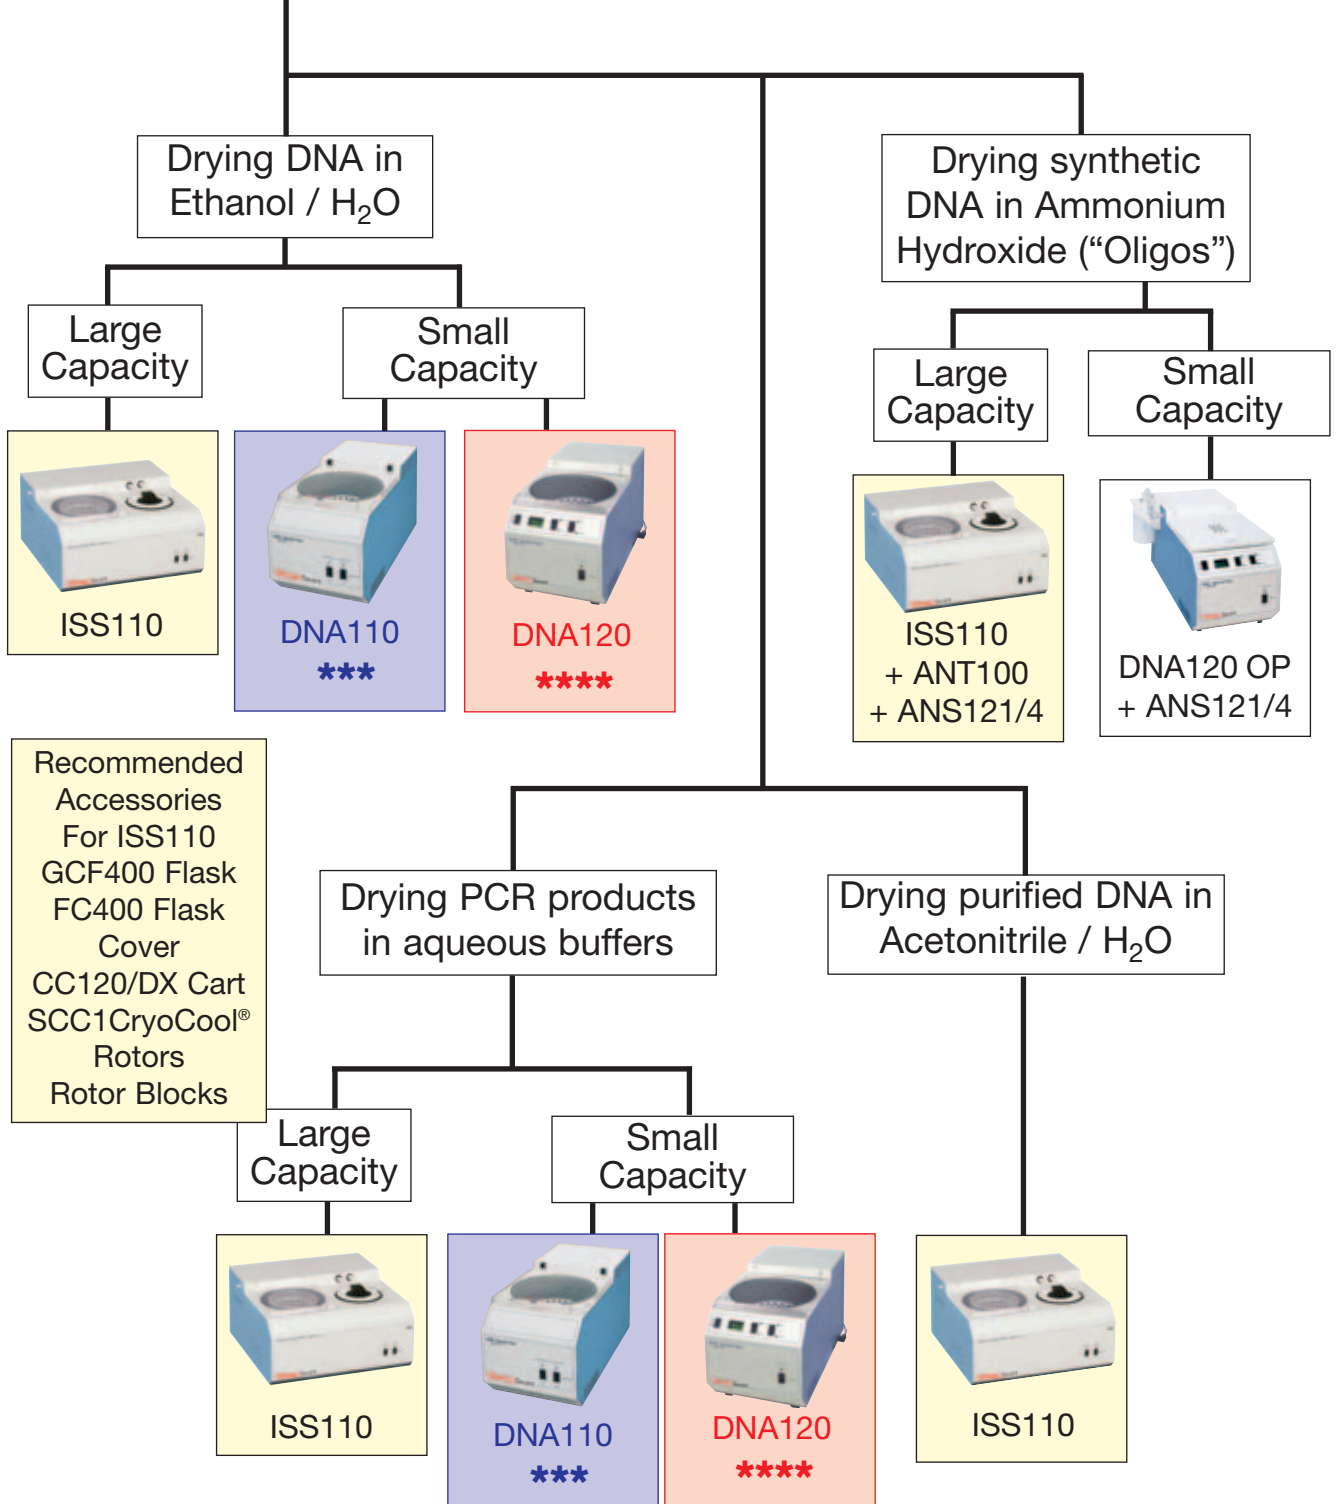 Drying DNA in
Ethanol / H₂O
Drying synthetic
DNA in Ammonium
Hydroxide (“Oligos”)
Large
Capacity
Small
Capacity
Large
Capacity
Small
Capacity
ISS110
DNA110
***
DNA120
****
ISS110
+ ANT100
+ ANS121/4
DNA120 OP
+ ANS121/4
Recommended
Accessories
For ISS110
GCF400 Flask
FC400 Flask
Cover
CC120/DX Cart
SCC1CryoCool®
Rotors
Rotor Blocks
Drying PCR products
in aqueous buffers
Drying purified DNA in
Acetonitrile / H₂O
Large
Capacity
Small
Capacity
ISS110
DNA110
***
DNA120
****
ISS110